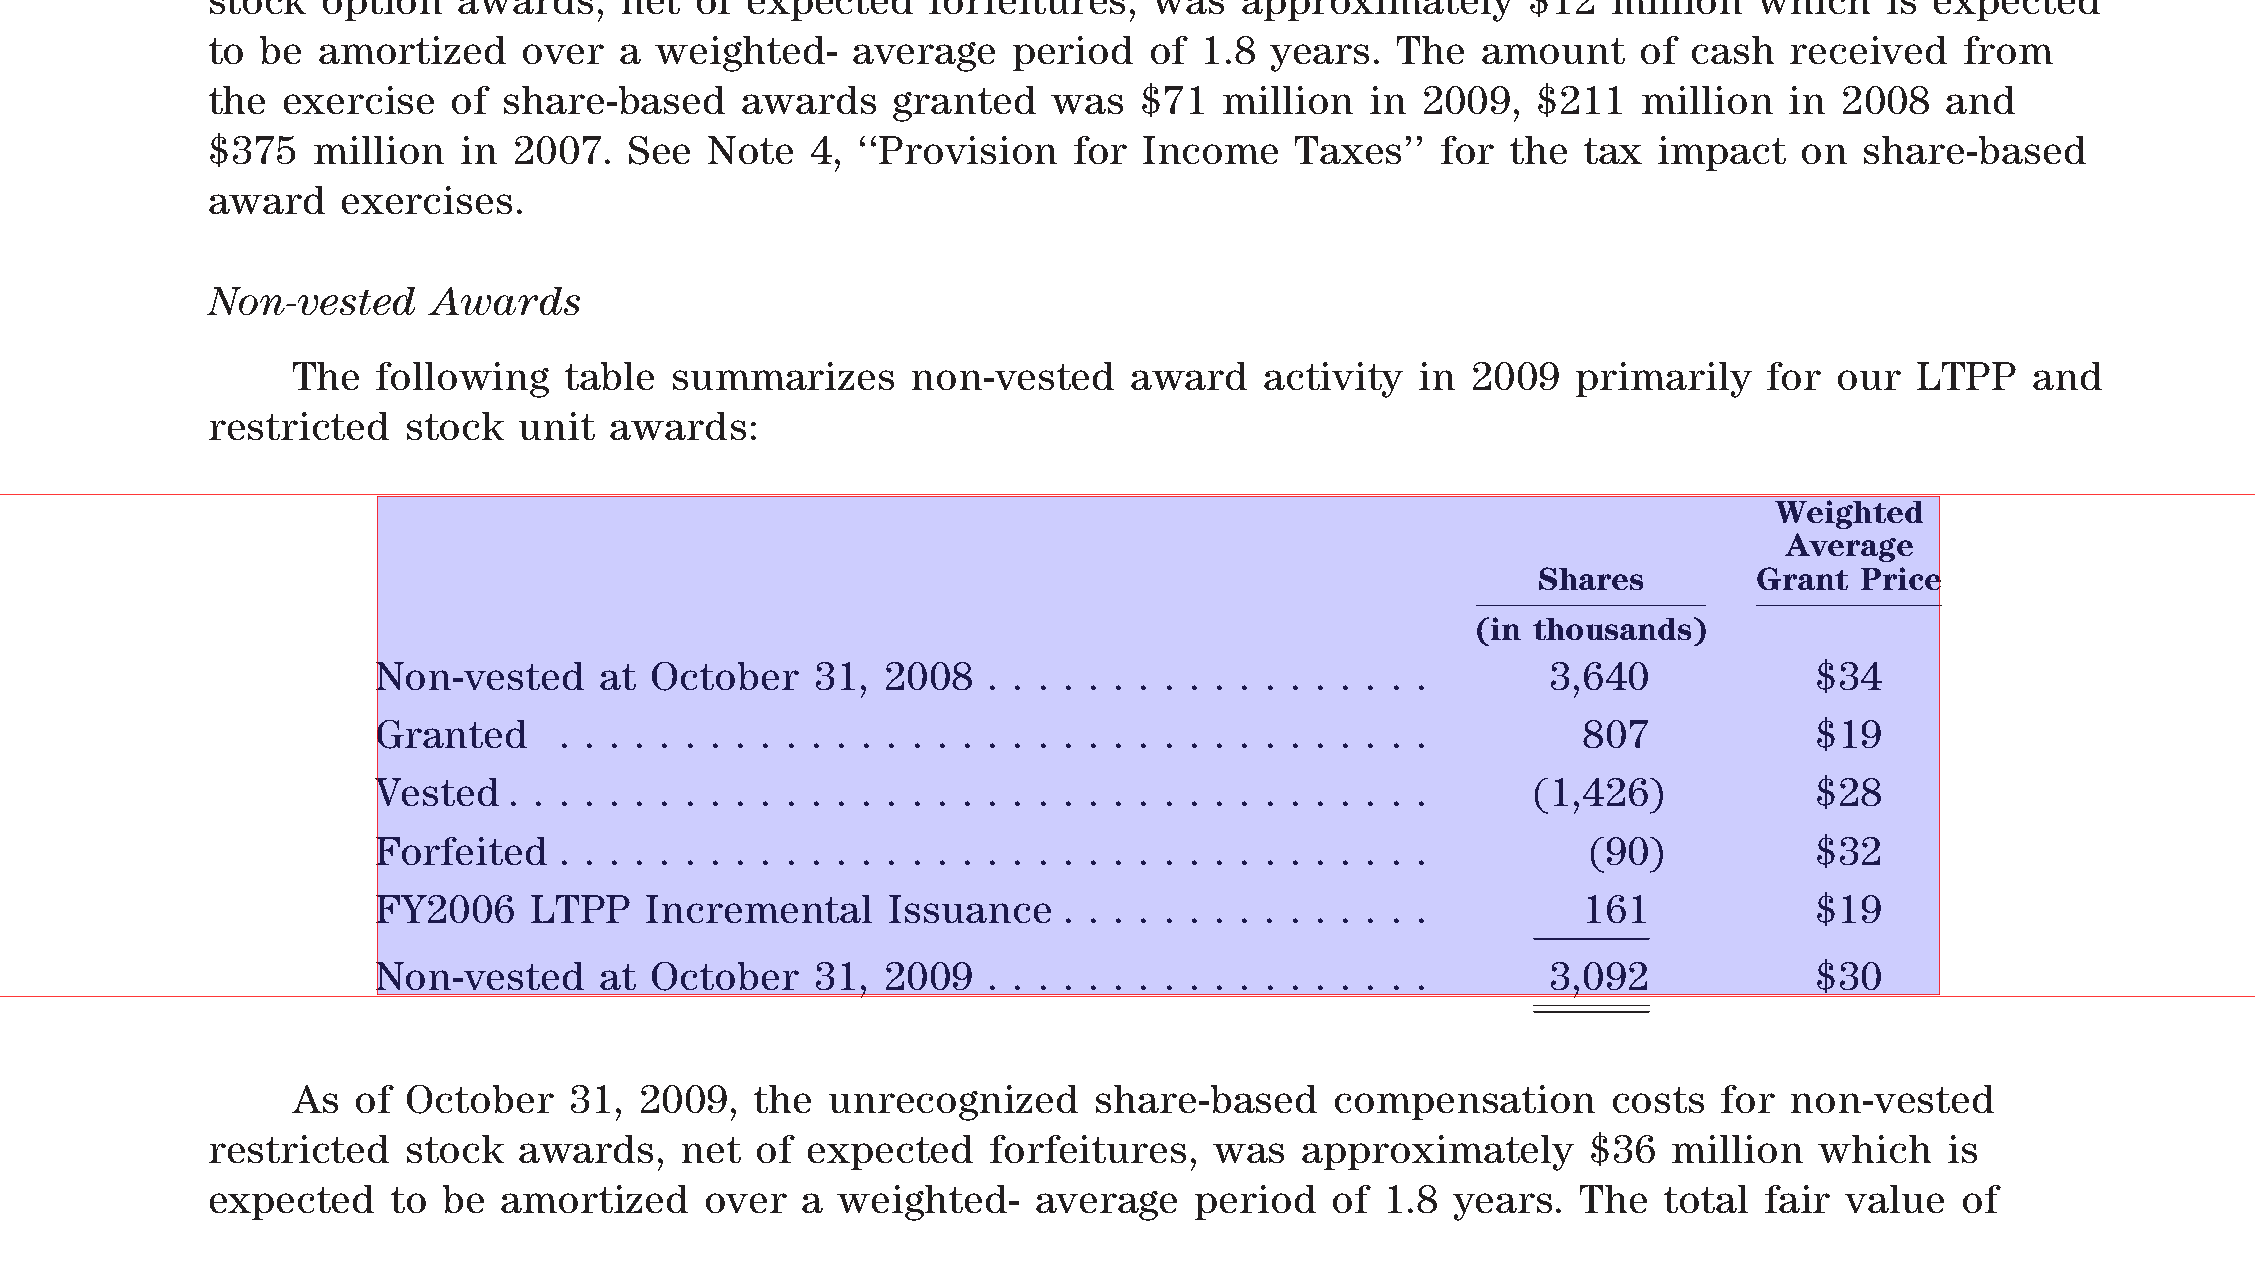 stock option awards, net of expected forfeitures, was approximately $12 million which is expected
to be amortized over a weighted- average period of 1.8 years. The amount of cash received from
the exercise of share-based awards granted was $71 million in 2009, $211 million in 2008 and
$375 million in 2007. See Note 4, ‘‘Provision for Income Taxes’’ for the tax impact on share-based
award exercises.
Non-vested Awards
The following table summarizes non-vested award activity in 2009 primarily for our LTPP and
restricted stock unit awards:
Weighted
Average
Shares Grant Price
(in thousands)
Non-vested at October 31, 2008 . . . . . . . . . . . . . . . . . . 3,640 $34
Granted . . . . . . . . . . . . . . . . . . . . . . . . . . . . . . . . . . . 807 $19
Vested . . . . . . . . . . . . . . . . . . . . . . . . . . . . . . . . . . . . . (1,426) $28
Forfeited . . . . . . . . . . . . . . . . . . . . . . . . . . . . . . . . . . . (90) $32
FY2006 LTPP Incremental Issuance . . . . . . . . . . . . . . . 161 $19
Non-vested at October 31, 2009 . . . . . . . . . . . . . . . . . . 3,092 $30
As of October 31, 2009, the unrecognized share-based compensation costs for non-vested
restricted stock awards, net of expected forfeitures, was approximately $36 million which is
expected to be amortized over a weighted- average period of 1.8 years. The total fair value of